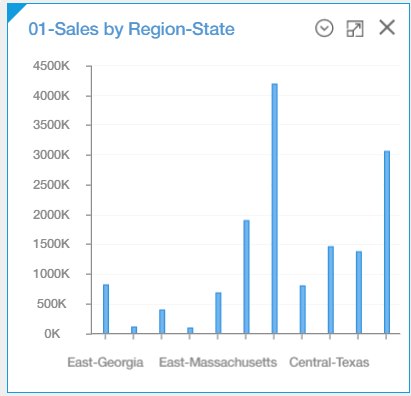 01-Sales by Region-State
4500K
4000K
3500K
3000K
2500K
2000K
1500K
1000K
500K
0K
East-Georgia East-Massachusetts Central-Texas